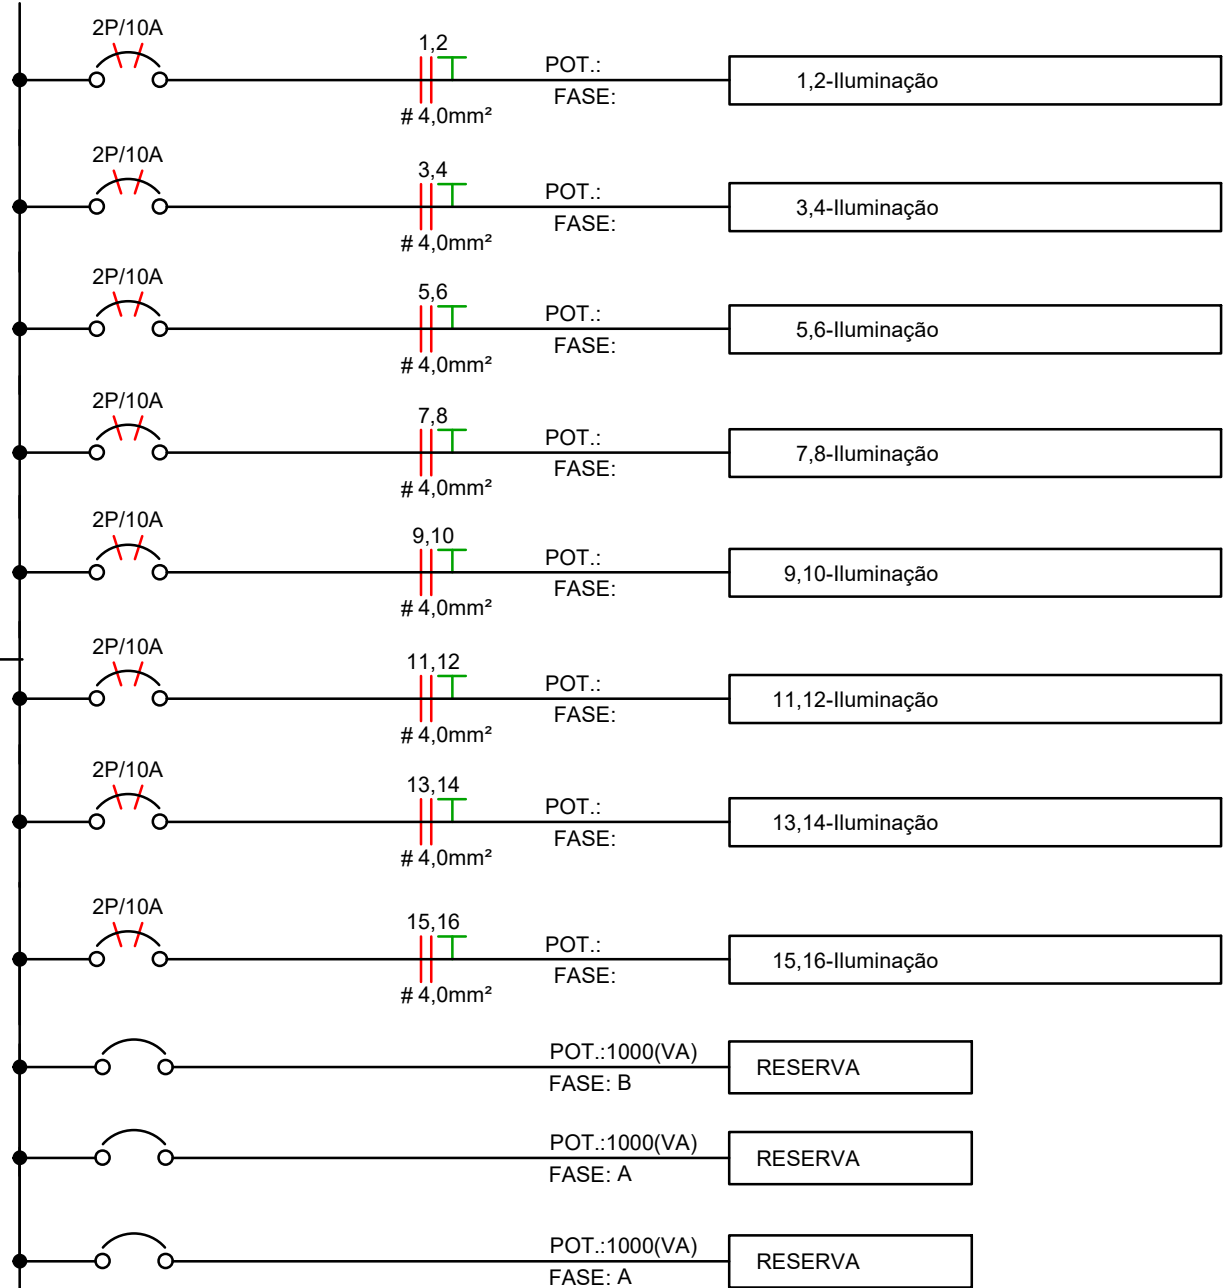 2P/10A
1,2
POT.:
1,2-Iluminação
FASE:
# 4,0mm²
2P/10A
3,4
POT.:
3,4-Iluminação
FASE:
# 4,0mm²
2P/10A
5,6
POT.:
5,6-Iluminação
FASE:
# 4,0mm²
2P/10A
7,8
POT.:
7,8-Iluminação
FASE:
# 4,0mm²
2P/10A
9,10
POT.:
9,10-Iluminação
FASE:
# 4,0mm²
2P/10A
11,12
POT.:
11,12-Iluminação
FASE:
# 4,0mm²
2P/10A
13,14
POT.:
13,14-Iluminação
FASE:
# 4,0mm²
2P/10A
15,16
POT.:
15,16-Iluminação
FASE:
# 4,0mm²
POT.:1000(VA)
RESERVA
FASE: B
POT.:1000(VA)
RESERVA
FASE: A
POT.:1000(VA)
RESERVA
FASE: A